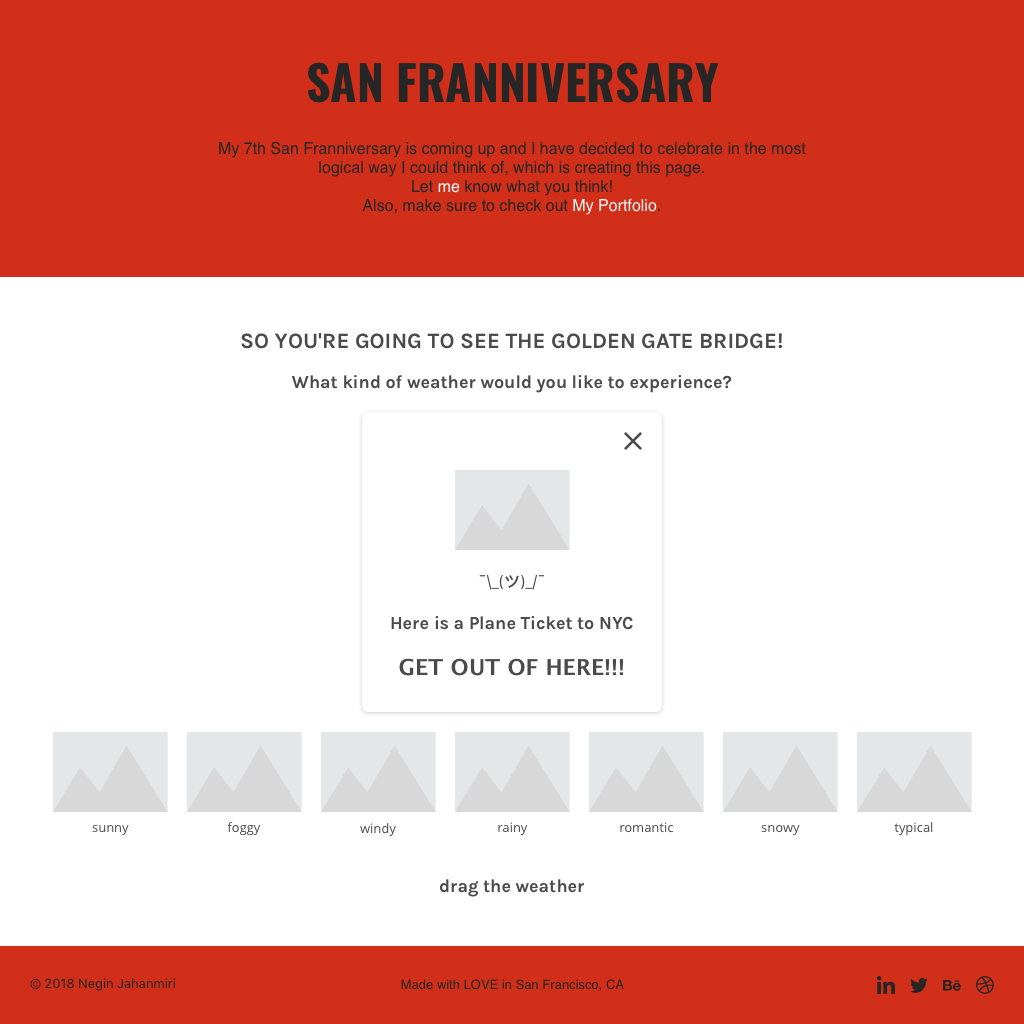 SAN FRANNIVERSARY
My 7th San Franniversary is coming up and I have decided to celebrate in the most
logical way I could think of, which is creating this page.
Let me know what you think!
Also, make sure to check out My Portfolio.
SO YOU'RE GOING TO SEE THE GOLDEN GATE BRIDGE!
What kind of weather would you like to experience?
¯\_(ツ)_/¯
Here is a Plane Ticket to NYC
GET OUT OF HERE!!!
sunny foggy windy rainy romantic snowy typical
drag the weather
© 2018 Negin Jahanmiri Made with LOVE in San Francisco, CA in Bē